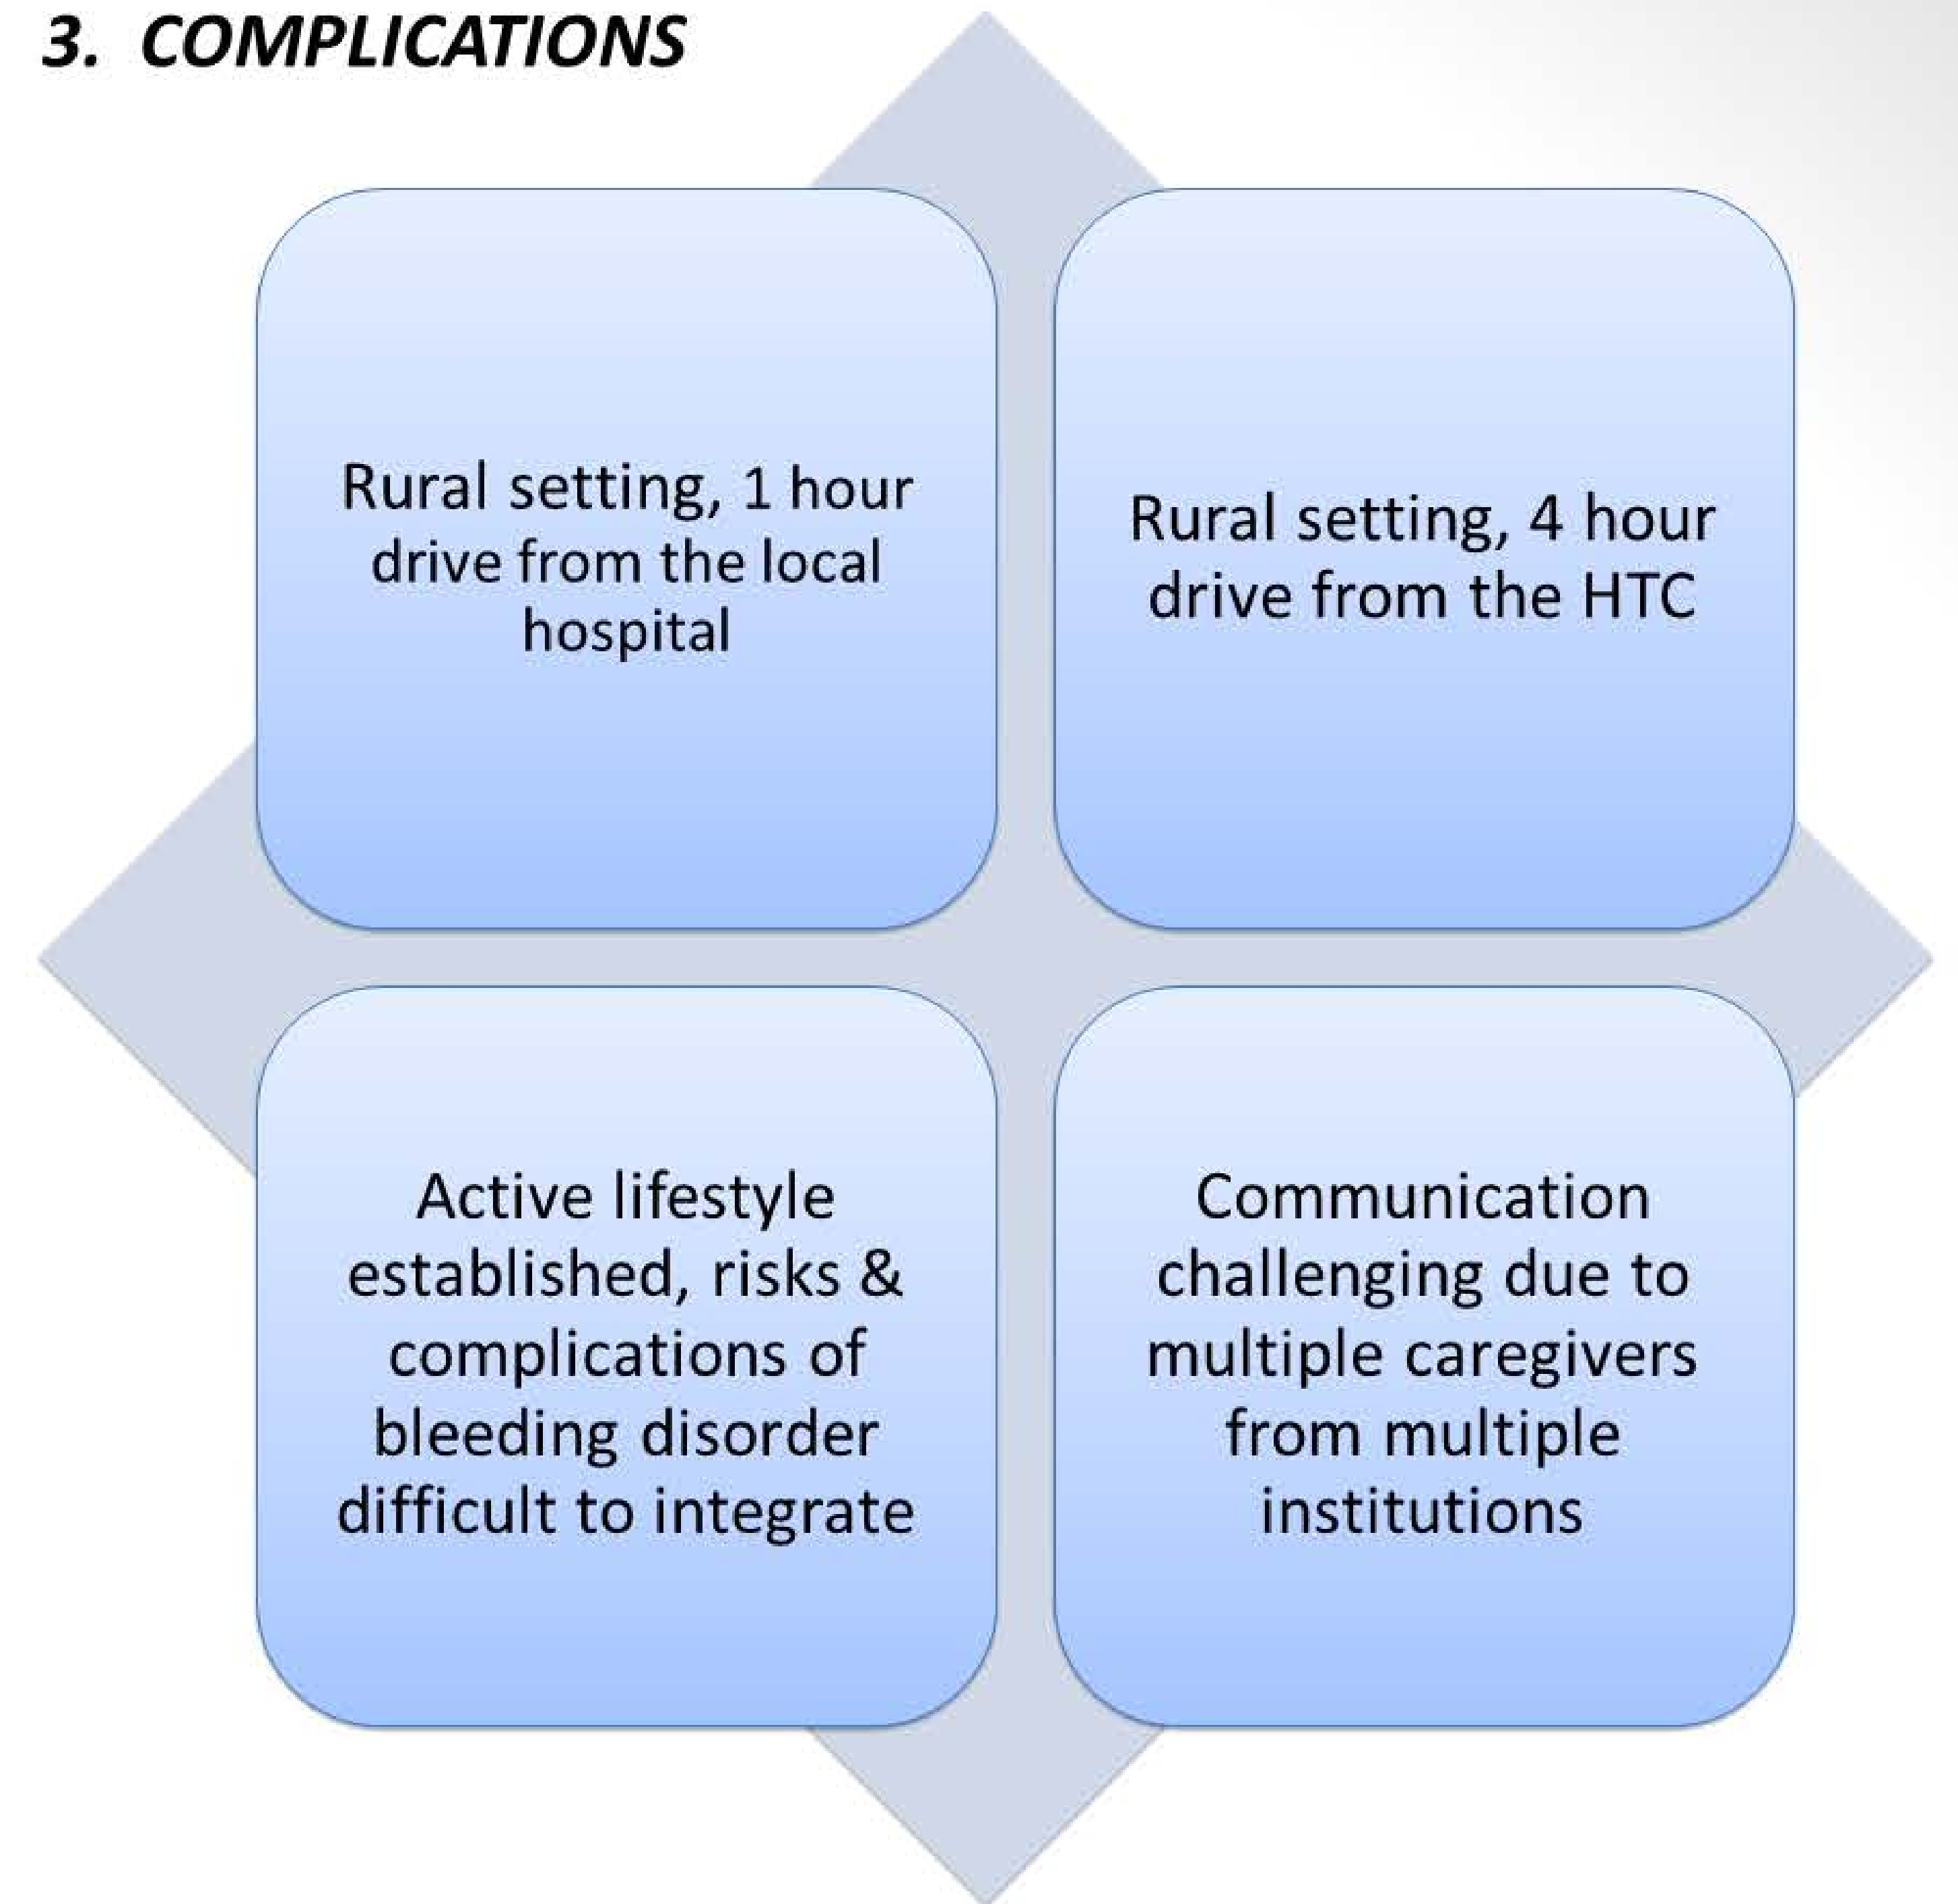 3. COMPLICATIONS
Rural setting, 1 hour
drive from the local
hospital
Rural setting, 4 hour
drive from the HTC
Active lifestyle
established, risks &
complications of
bleeding disorder
difficult to integrate
Communication
challenging due to
multiple caregivers
from multiple
institutions